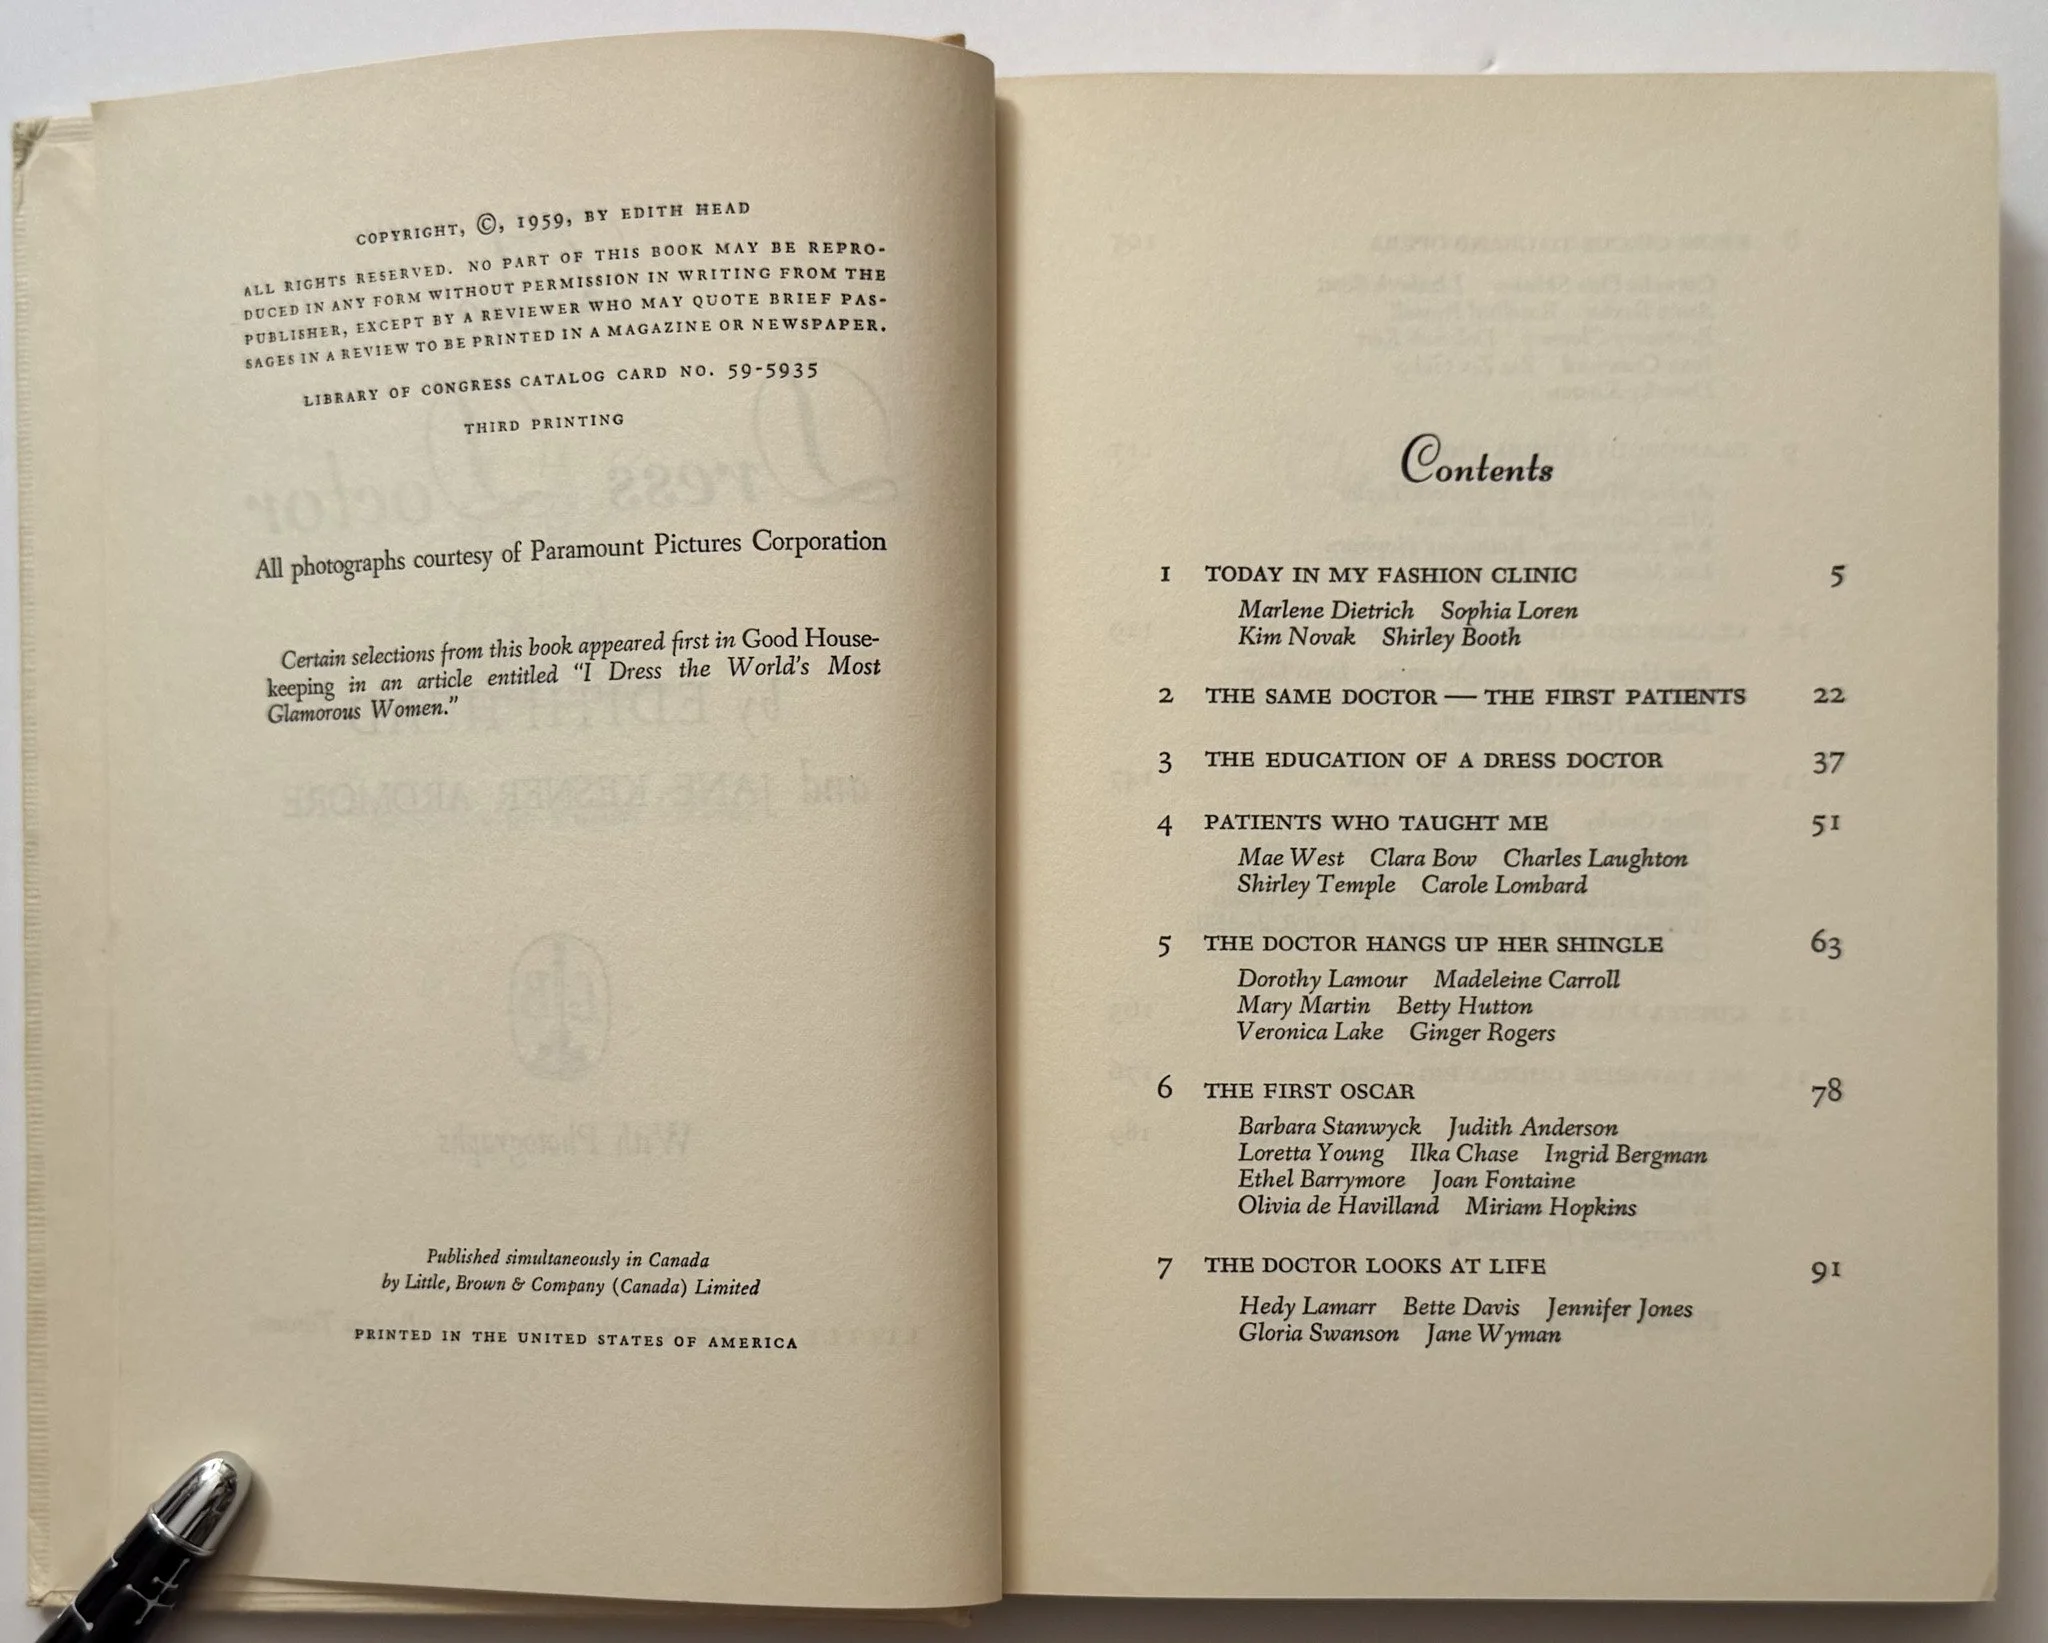 COPYRIGHT, ©, 1959, BY EDITH HEAD
ALL RIGHTS RESERVED. NO PART OF THIS BOOK MAY BE REPRO-
DUCED IN ANY FORM WITHOUT PERMISSION IN WRITING FROM THE
PUBLISHER, EXCEPT BY A REVIEWER WHO MAY QUOTE BRIEF PAS-
SAGES IN A REVIEW TO BE PRINTED IN A MAGAZINE OR NEWSPAPER.
LIBRARY OF CONGRESS CATALOG CARD NO. 59-5935
THIRD PRINTING
All photographs courtesy of Paramount Pictures Corporation
Certain selections from this book appeared first in Good House-
keeping in an article entitled "I Dress the World's Most
Glamorous Women."
Published simultaneously in Canada
by Little, Brown & Company (Canada) Limited
PRINTED IN THE UNITED STATES OF AMERICA
Contents
1 TODAY IN MY FASHION CLINIC 5
Marlene Dietrich Sophia Loren
Kim Novak Shirley Booth
2 THE SAME DOCTOR — THE FIRST PATIENTS 22
3 THE EDUCATION OF A DRESS DOCTOR 37
4 PATIENTS WHO TAUGHT ME 51
Mae West Clara Bow Charles Laughton
Shirley Temple Carole Lombard
5 THE DOCTOR HANGS UP HER SHINGLE 63
Dorothy Lamour Madeleine Carroll
Mary Martin Betty Hutton
Veronica Lake Ginger Rogers
6 THE FIRST OSCAR 78
Barbara Stanwyck Judith Anderson
Loretta Young Ilka Chase Ingrid Bergman
Ethel Barrymore Joan Fontaine
Olivia de Havilland Miriam Hopkins
7 THE DOCTOR LOOKS AT LIFE 91
Hedy Lamarr Bette Davis Jennifer Jones
Gloria Swanson Jane Wyman